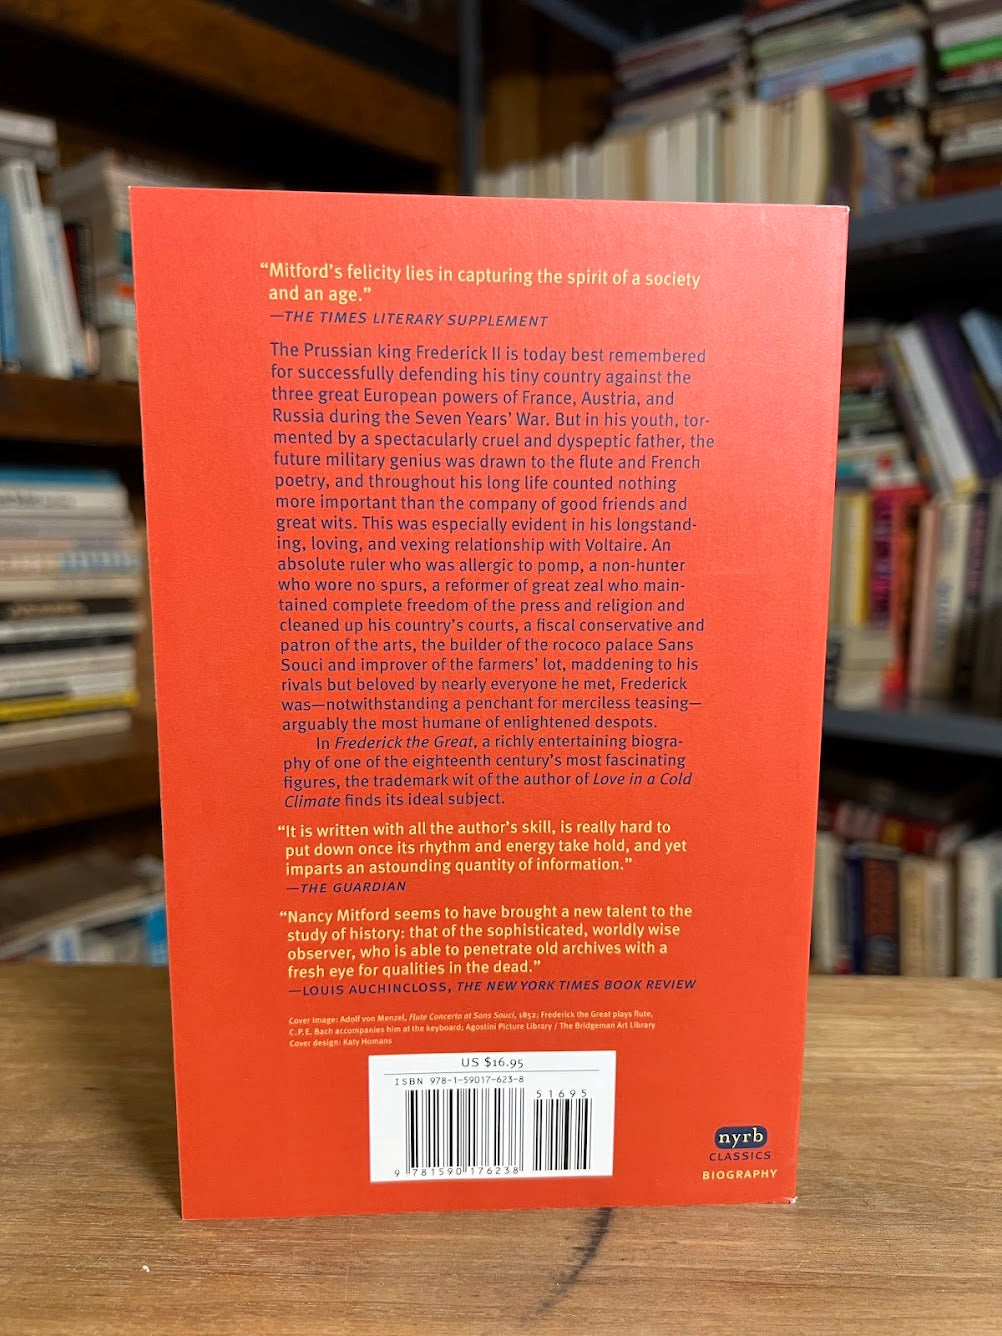 “Mitford’s felicity lies in capturing the spirit of a society
and an age.”
—THE TIMES LITERARY SUPPLEMENT
The Prussian king Frederick II is today best remembered
for successfully defending his tiny country against the
three great European powers of France, Austria, and
Russia during the Seven Years’ War. But in his youth, tor-
mented by a spectacularly cruel and dyspeptic father, the
future military genius was drawn to the flute and French
poetry, and throughout his long life counted nothing
more important than the company of good friends and
great wits. This was especially evident in his longstand-
ing, loving, and vexing relationship with Voltaire. An
absolute ruler who was allergic to pomp, a non-hunter
who wore no spurs, a reformer of great zeal who main-
tained complete freedom of the press and religion and
cleaned up his country’s courts, a fiscal conservative and
patron of the arts, the builder of the rococo palace Sans
Souci and improver of the farmers’ lot, maddening to his
rivals but beloved by nearly everyone he met, Frederick
was—notwithstanding a penchant for merciless teasing—
arguably the most humane of enlightened despots.
In Frederick the Great, a richly entertaining biogra-
phy of one of the eighteenth century’s most fascinating
figures, the trademark wit of the author of Love in a Cold
Climate finds its ideal subject.
“It is written with all the author’s skill, is really hard to
put down once its rhythm and energy take hold, and yet
imparts an astounding quantity of information.”
—THE GUARDIAN
“Nancy Mitford seems to have brought a new talent to the
study of history: that of the sophisticated, worldly wise
observer, who is able to penetrate old archives with a
fresh eye for qualities in the dead.”
—LOUIS AUCHINCLOSS, THE NEW YORK TIMES BOOK REVIEW
Cover image: Adolf von Menzel, Flute Concerto at Sans Souci, 1852; Frederick the Great plays flute,
C.P.E. Bach accompanies him at the keyboard; Agostini Picture Library / The Bridgeman Art Library
Cover design: Katy Homans
US $16.95
ISBN 978-1-59017-623-8
51695
9 781590 176238
nyrb
CLASSICS
BIOGRAPHY